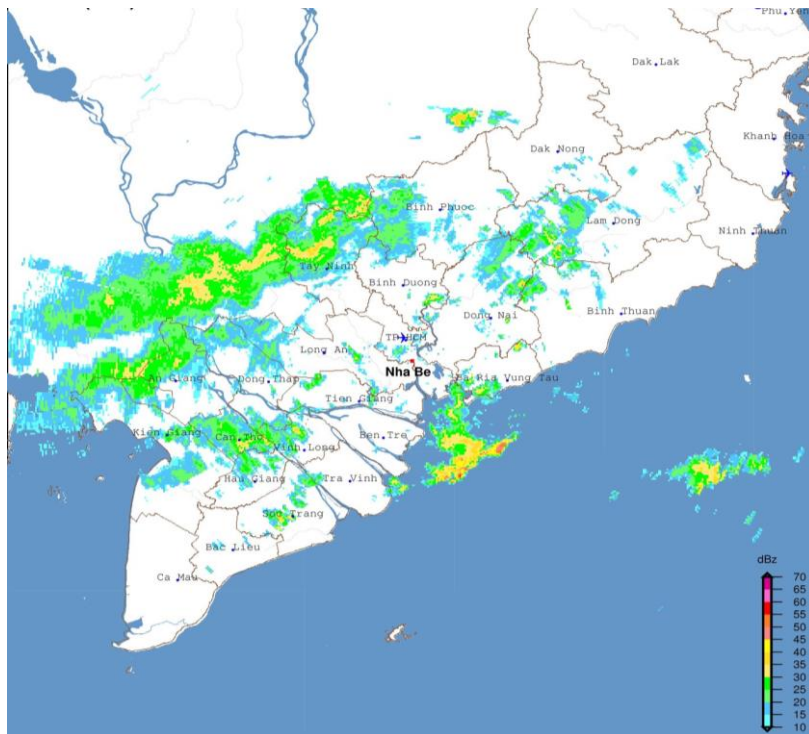 Phu Yen
Dak Lak
Khanh Hoa
Dak Nong
Binh Phuoc
Lam Dong
Ninh Thuan
Tay Ninh
Binh Duong
Dong Nai
Binh Thuan
TP HCM
Long An
Nha Be
An Giang
Dong Thap
Ba Ria Vung Tau
Tien Giang
Kien Giang
Can Tho
Ben Tre
Vinh Long
Hau Giang
Tra Vinh
Soc Trang
Bac Lieu
Ca Mau
dBz
70
65
60
55
50
45
40
35
30
25
20
15
10